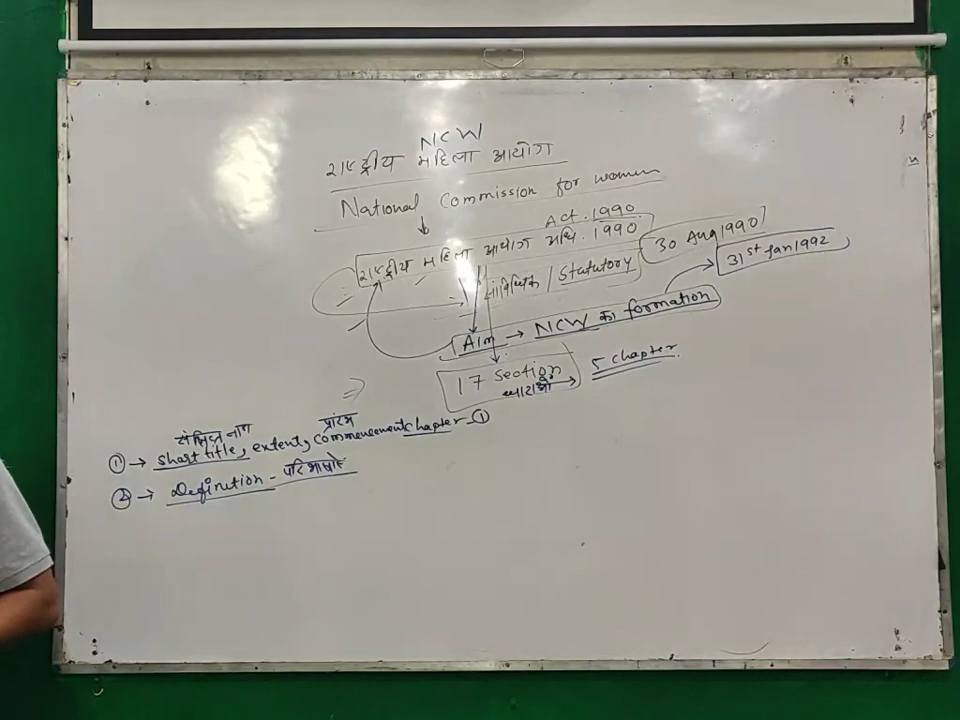 NCW
राष्ट्रीय महिला आयोग
National Commission for women
Act. 1990
राष्ट्रीय महिला आयोग अधि. 1990
30 Aug 1990
सांविधिक / Statutory
31st Jan 1992
Aim → NCW का formation
17 Section
धाराओं
5 chapter
संक्षिप्त नाम प्रारंभ
① → Short title, extent, commencement chapter-①
② → Definition - परिभाषाएं